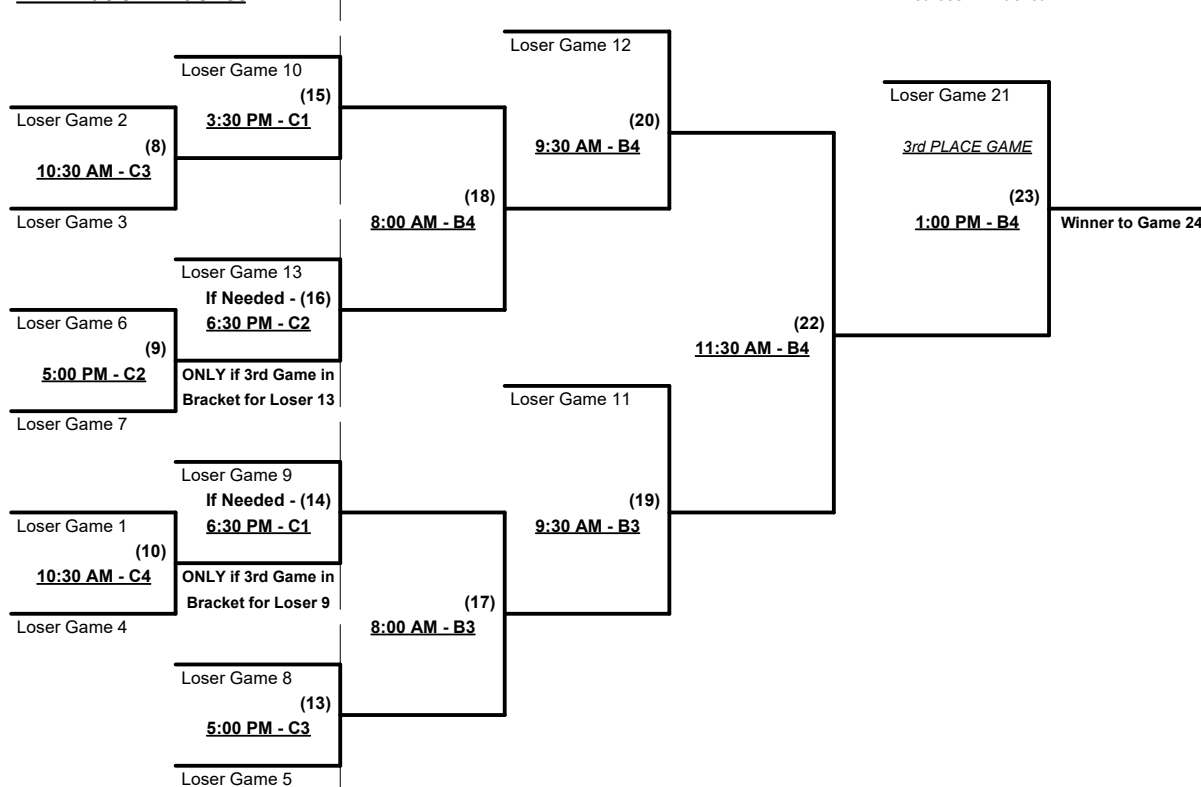 Loser Game 12
Loser Game 10
(15)
3:30 PM - C1
Loser Game 2
(8)
10:30 AM - C3
Loser Game 3
(20)
9:30 AM - B4
(18)
8:00 AM - B4
Loser Game 21
3rd PLACE GAME
(23)
1:00 PM - B4
Winner to Game 24
Loser Game 13
If Needed - (16)
6:30 PM - C2
Loser Game 6
(9)
5:00 PM - C2
ONLY if 3rd Game in
Bracket for Loser 13
Loser Game 7
(22)
11:30 AM - B4
Loser Game 11
Loser Game 9
If Needed - (14)
6:30 PM - C1
Loser Game 1
(10)
10:30 AM - C4
ONLY if 3rd Game in
Bracket for Loser 9
Loser Game 4
(19)
9:30 AM - B3
(17)
8:00 AM - B3
Loser Game 8
(13)
5:00 PM - C3
Loser Game 5